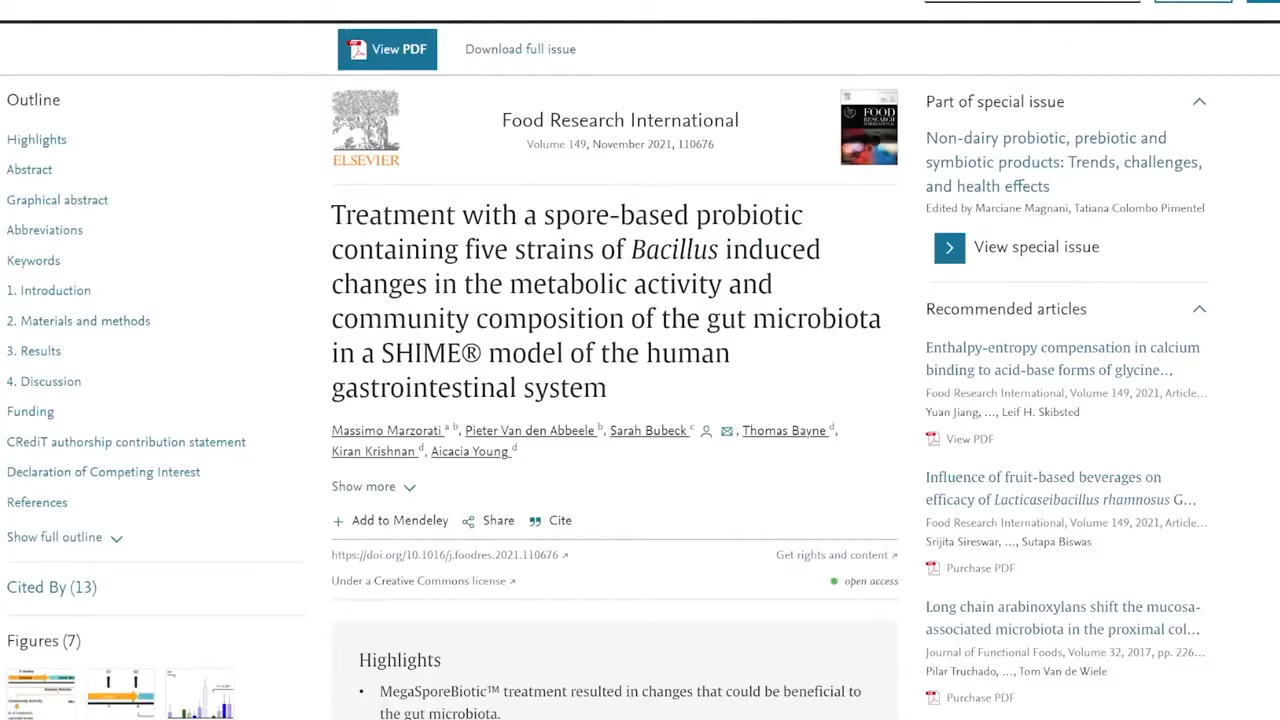 View PDF
Download full issue
Outline
Highlights
Abstract
Graphical abstract
Abbreviations
Keywords
1. Introduction
2. Materials and methods
3. Results
4. Discussion
Funding
CRediT authorship contribution statement
Declaration of Competing Interest
References
Show full outline
Cited By (13)
Figures (7)
ELSEVIER
Food Research International
Volume 149, November 2021, 110676
FOOD
RESEARCH
Treatment with a spore-based probiotic
containing five strains of Bacillus induced
changes in the metabolic activity and
community composition of the gut microbiota
in a SHIME® model of the human
gastrointestinal system
Massimo Marzorati a b, Pieter Van den Abbeele b, Sarah Bubeck c, Thomas Bayne d,
Kiran Krishnan d, Aicacia Young d
Show more
Add to Mendeley
Share
Cite
https://doi.org/10.1016/j.foodres.2021.110676
Get rights and content
Under a Creative Commons license
open access
Highlights
• MegaSporeBiotic™ treatment resulted in changes that could be beneficial to
the gut microbiota.
Part of special issue
Non-dairy probiotic, prebiotic and
symbiotic products: Trends, challenges,
and health effects
Edited by Marciane Magnani, Tatiana Colombo Pimentel
View special issue
Recommended articles
Enthalpy-entropy compensation in calcium
binding to acid-base forms of glycine…
Food Research International, Volume 149, 2021, Article…
Yuan Jiang, …, Leif H. Skibsted
View PDF
Influence of fruit-based beverages on
efficacy of Lacticaseibacillus rhamnosus G…
Food Research International, Volume 149, 2021, Article…
Srijita Sireswar, …, Sutapa Biswas
Purchase PDF
Long chain arabinoxylans shift the mucosa-
associated microbiota in the proximal col…
Journal of Functional Foods, Volume 32, 2017, pp. 226…
Pilar Truchado, …, Tom Van de Wiele
Purchase PDF